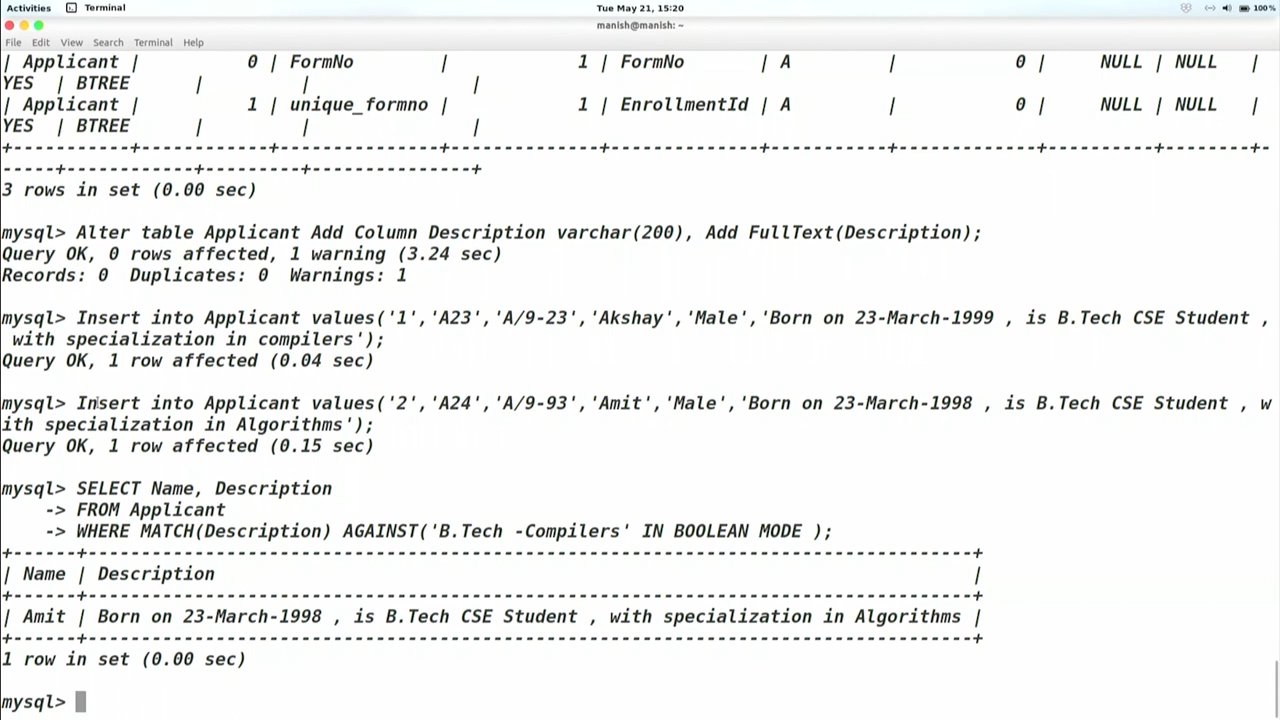 Activities Terminal Tue May 21, 15:20 100%
manish@manish: ~
File Edit View Search Terminal Help
| Applicant | 0 | FormNo | 1 | FormNo | A | 0 | NULL | NULL |
YES | BTREE | | |
| Applicant | 1 | unique_formno | 1 | EnrollmentId | A | 0 | NULL | NULL |
YES | BTREE | | |
+-----------+------------+---------------+--------------+--------------+-----------+-------------+----------+--------+-
-----+------------+---------+---------------+
3 rows in set (0.00 sec)
mysql> Alter table Applicant Add Column Description varchar(200), Add FullText(Description);
Query OK, 0 rows affected, 1 warning (3.24 sec)
Records: 0 Duplicates: 0 Warnings: 1
mysql> Insert into Applicant values('1','A23','A/9-23','Akshay','Male','Born on 23-March-1999 , is B.Tech CSE Student ,
with specialization in compilers');
Query OK, 1 row affected (0.04 sec)
mysql> Insert into Applicant values('2','A24','A/9-93','Amit','Male','Born on 23-March-1998 , is B.Tech CSE Student , w
ith specialization in Algorithms');
Query OK, 1 row affected (0.15 sec)
mysql> SELECT Name, Description
-> FROM Applicant
-> WHERE MATCH(Description) AGAINST('B.Tech -Compilers' IN BOOLEAN MODE );
+------+-----------------------------------------------------------------------------------+
| Name | Description |
+------+-----------------------------------------------------------------------------------+
| Amit | Born on 23-March-1998 , is B.Tech CSE Student , with specialization in Algorithms |
+------+-----------------------------------------------------------------------------------+
1 row in set (0.00 sec)
mysql>